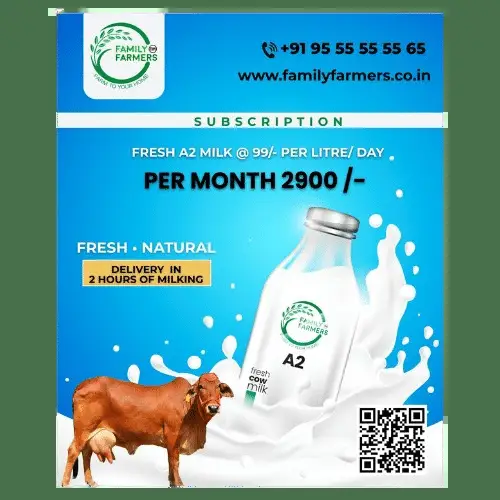 FAMILY
FARMERS
FARM TO YOUR HOME
+91 95 55 55 55 65
www.familyfarmers.co.in
SUBSCRIPTION
FRESH A2 MILK @ 99/- PER LITRE/ DAY
PER MONTH 2900 /-
FRESH • NATURAL
DELIVERY IN
2 HOURS OF MILKING
FAMILY
FARMERS
A2
fresh
cow
milk